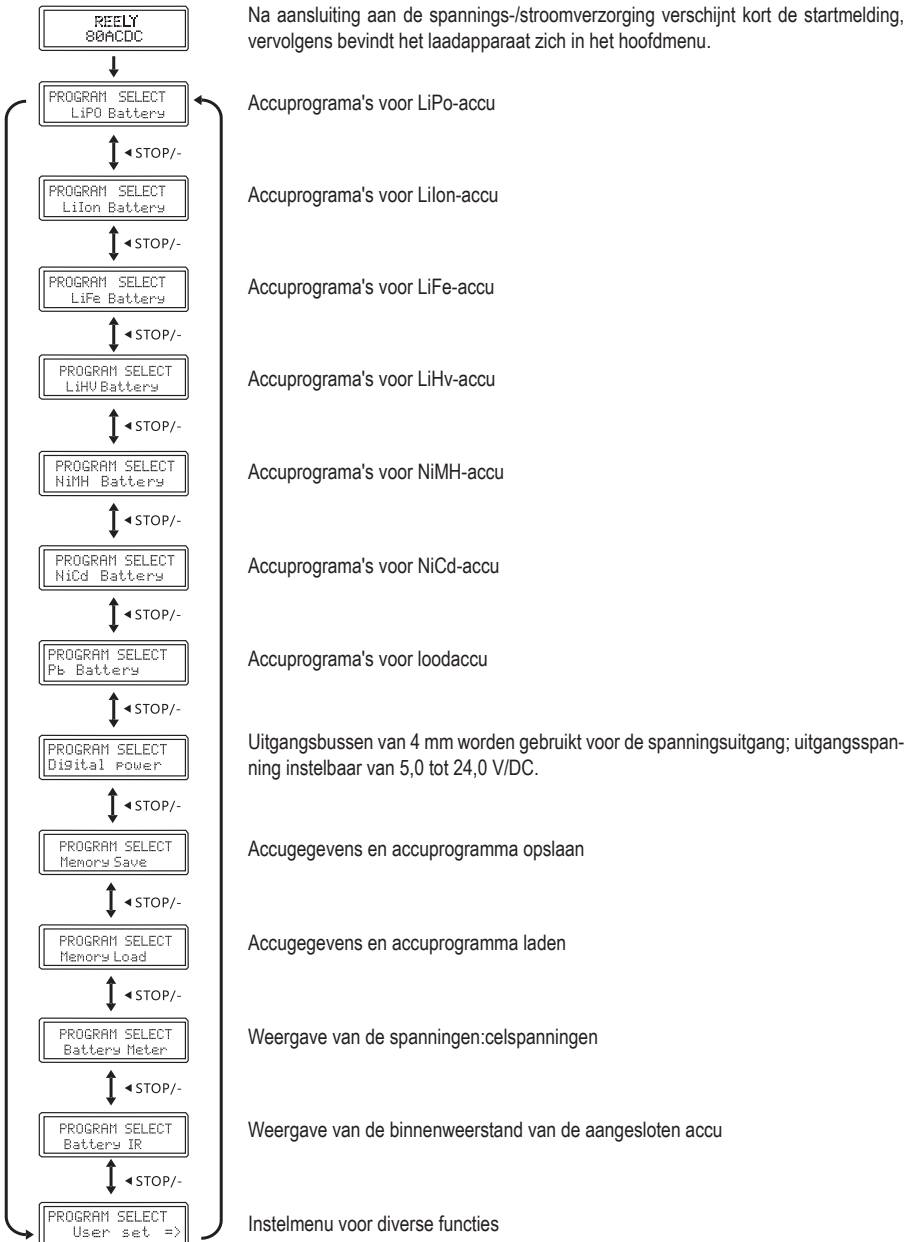 REELY
80ACDC
Na aansluiting aan de spannings-/stroomverzorging verschijnt kort de startmelding,
vervolgens bevindt het laadapparaat zich in het hoofdmenu.
PROGRAM SELECT
LiPO Battery
Accuprograma's voor LiPo-accu
◄STOP/-
PROGRAM SELECT
LiIon Battery
Accuprograma's voor LiIon-accu
◄STOP/-
PROGRAM SELECT
LiFe Battery
Accuprograma's voor LiFe-accu
◄STOP/-
PROGRAM SELECT
LiHV Battery
Accuprograma's voor LiHv-accu
◄STOP/-
PROGRAM SELECT
NiMH Battery
Accuprograma's voor NiMH-accu
◄STOP/-
PROGRAM SELECT
NiCd Battery
Accuprograma's voor NiCd-accu
◄STOP/-
PROGRAM SELECT
Pb Battery
Accuprograma's voor loodaccu
◄STOP/-
PROGRAM SELECT
Digital power
Uitgangsbussen van 4 mm worden gebruikt voor de spanningsuitgang; uitgangsspan-
ning instelbaar van 5,0 tot 24,0 V/DC.
◄STOP/-
PROGRAM SELECT
Memory Save
Accugegevens en accuprogramma opslaan
◄STOP/-
PROGRAM SELECT
Memory Load
Accugegevens en accuprogramma laden
◄STOP/-
PROGRAM SELECT
Battery Meter
Weergave van de spanningen:celspanningen
◄STOP/-
PROGRAM SELECT
Battery IR
Weergave van de binnenweerstand van de aangesloten accu
◄STOP/-
PROGRAM SELECT
User set =>
Instelmenu voor diverse functies